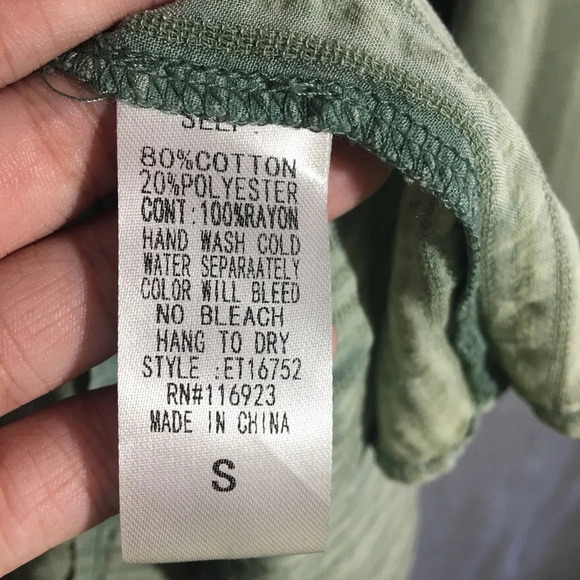 SELF:
80%COTTON
20%POLYESTER
CONT:100%RAYON
HAND WASH COLD
WATER SEPARAATELY
COLOR WILL BLEED
NO BLEACH
HANG TO DRY
STYLE :ET16752
RN#116923
MADE IN CHINA
S